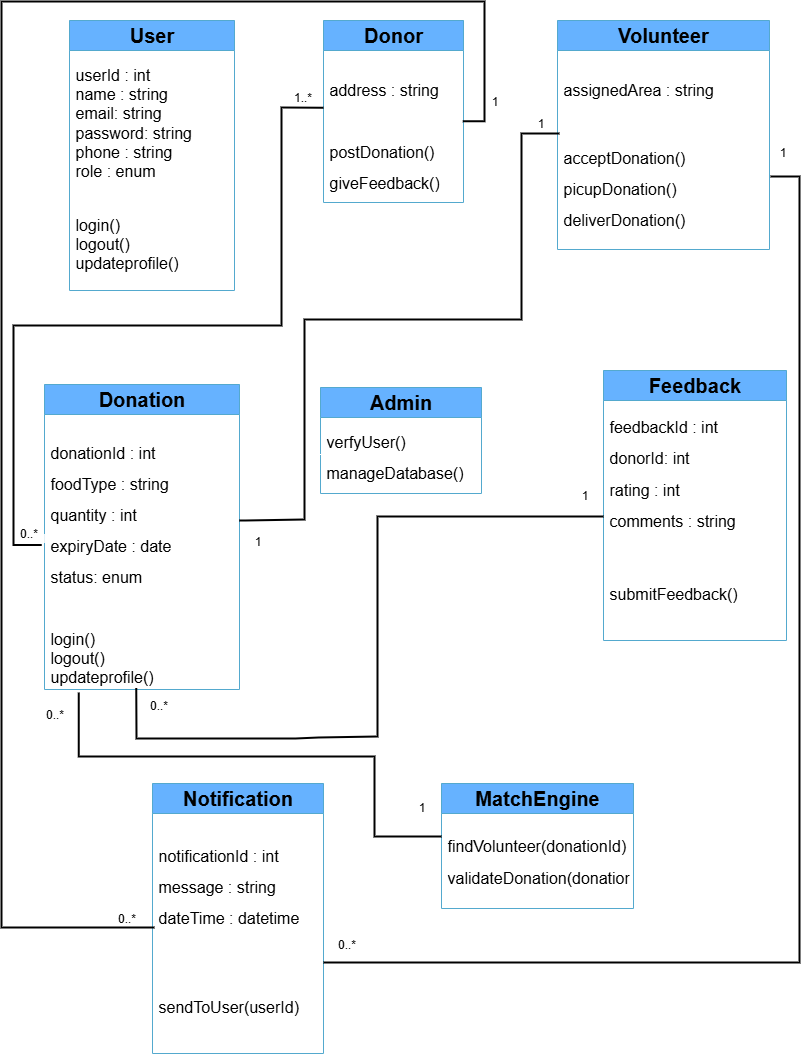 User
userId : int
name : string
email: string
password: string
phone : string
role : enum
login()
logout()
updateprofile()
Donor
address : string
postDonation()
giveFeedback()
Volunteer
assignedArea : string
acceptDonation()
picupDonation()
deliverDonation()
1..*
1
1
1
Donation
donationId : int
foodType : string
quantity : int
expiryDate : date
status: enum
login()
logout()
updateprofile()
Admin
verfyUser()
manageDatabase()
Feedback
feedbackId : int
donorId: int
rating : int
comments : string
submitFeedback()
0..*
1
1
0..*
0..*
Notification
notificationId : int
message : string
dateTime : datetime
sendToUser(userId)
MatchEngine
findVolunteer(donationId)
validateDonation(donation
1
0..*
0..*